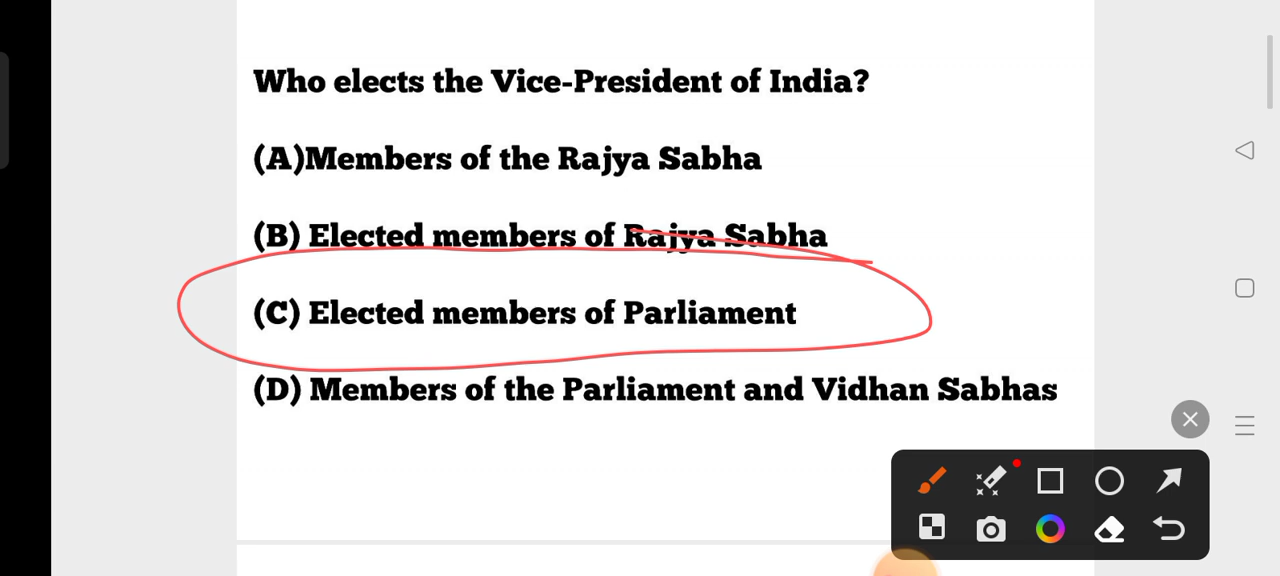 Who elects the Vice-President of India?
(A)Members of the Rajya Sabha
(B) Elected members of Rajya Sabha
(C) Elected members of Parliament
(D) Members of the Parliament and Vidhan Sabhas